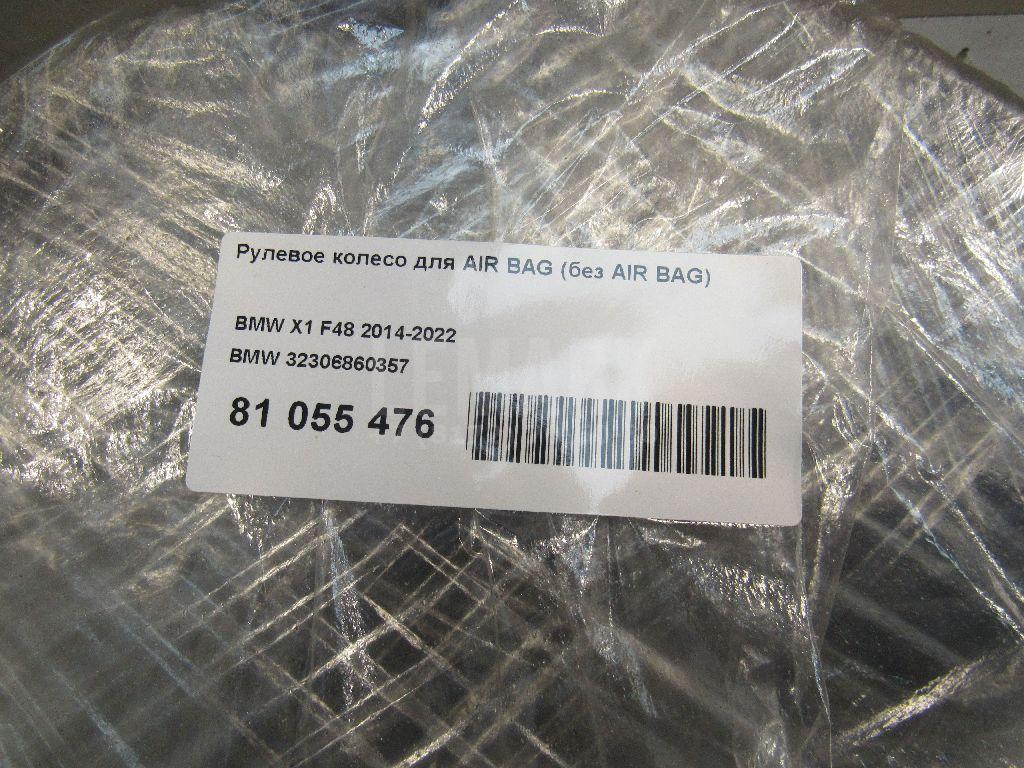 Рулевое колесо для AIR BAG (без AIR BAG)
BMW X1 F48 2014-2022
BMW 32306860357
81 055 476